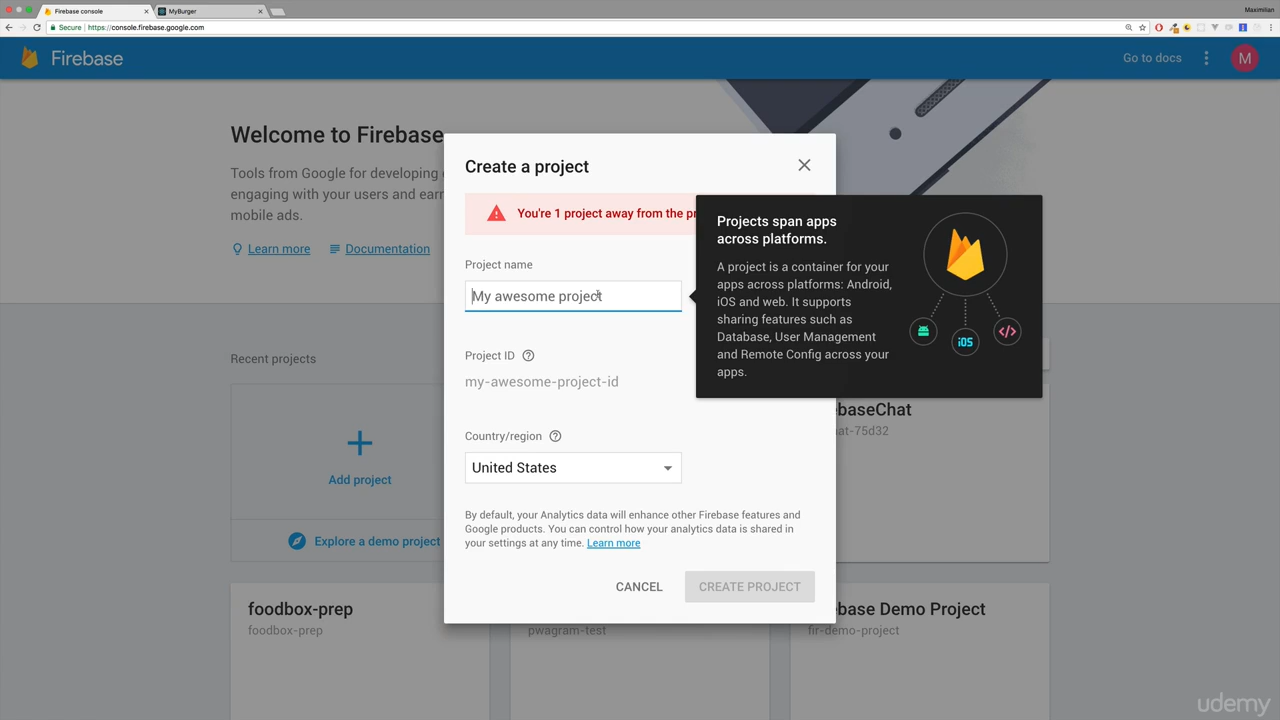 Firebase console
MyBurger
Maximilian
Secure
https://console.firebase.google.com
Firebase
Go to docs
M
Welcome to Firebase
Tools from Google for developing
engaging with your users and ear
mobile ads.
Learn more
Documentation
Create a project
You're 1 project away from the pr
Project name
My awesome project
Project ID
my-awesome-project-id
Country/region
United States
By default, your Analytics data will enhance other Firebase features and
Google products. You can control how your analytics data is shared in
your settings at any time. Learn more
CANCEL
CREATE PROJECT
Projects span apps
across platforms.
A project is a container for your
apps across platforms: Android,
iOS and web. It supports
sharing features such as
Database, User Management
and Remote Config across your
apps.
iOS
</>
Recent projects
Add project
Explore a demo project
baseChat
at-75d32
foodbox-prep
foodbox-prep
pwagram-test
base Demo Project
fir-demo-project
udemy